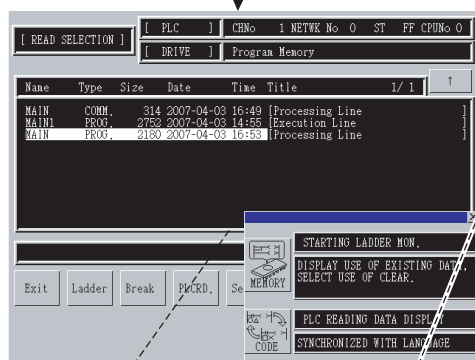 [ READ SELECTION ]
[ PLC ] CHNo 1 NETWK No 0 ST FF CPUNo 0
[ DRIVE ] Program Memory
Name Type Size Date Time Title 1/ 1 ↑
MAIN COMM. 314 2007-04-03 16:49 [Processing Line ]
MAIN1 PROG. 2752 2007-04-03 14:55 [Execution Line ]
MAIN PROG. 2180 2007-04-03 16:53 [Processing Line ]
Exit Ladder Break PLCRD.
MEMORY
STARTING LADDER MON.
DISPLAY USE OF EXISTING DATA,
SELECT USE OF CLEAR.
CODE
PLC READING DATA DISPLAY
SYNCHRONIZED WITH LANGUAGE